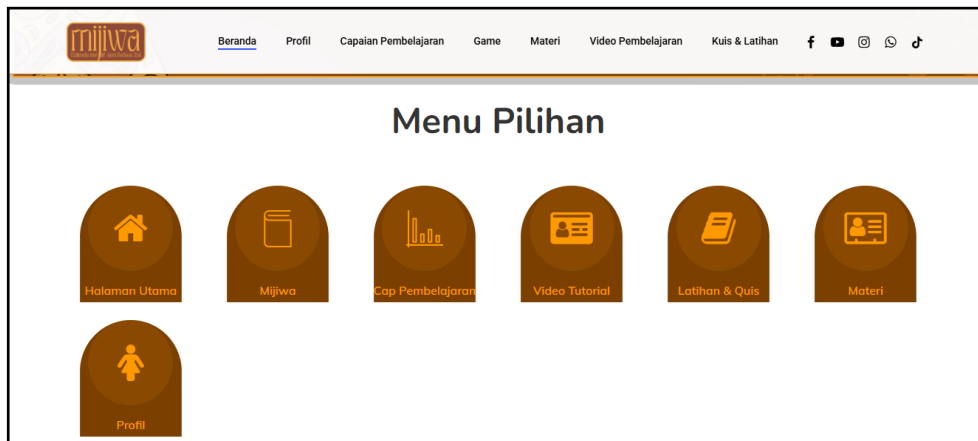 mijiwa
Beranda Profil Capaian Pembelajaran Game Materi Video Pembelajaran Kuis & Latihan
Menu Pilihan
Halaman Utama
Mijiwa
Cap Pembelajaran
Video Tutorial
Latihan & Quis
Materi
Profil